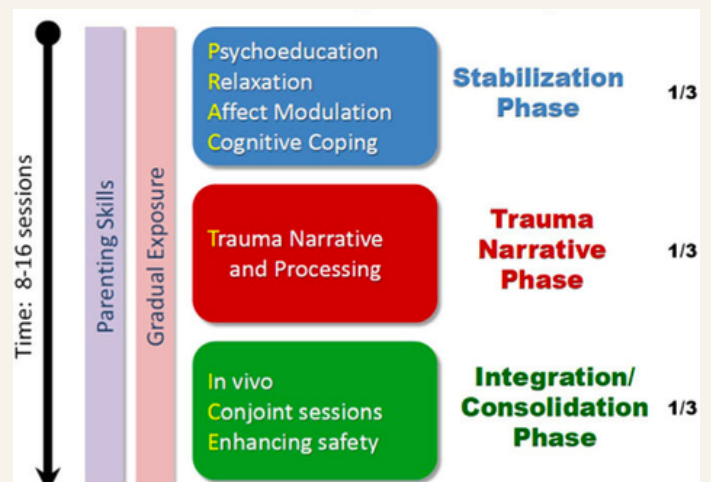 Time: 8-16 sessions
Parenting Skills
Gradual Exposure
Psychoeducation
Relaxation
Affect Modulation
Cognitive Coping
Stabilization
Phase
1/3
Trauma Narrative
and Processing
Trauma
Narrative
Phase
1/3
In vivo
Conjoint sessions
Enhancing safety
Integration/
Consolidation
Phase
1/3